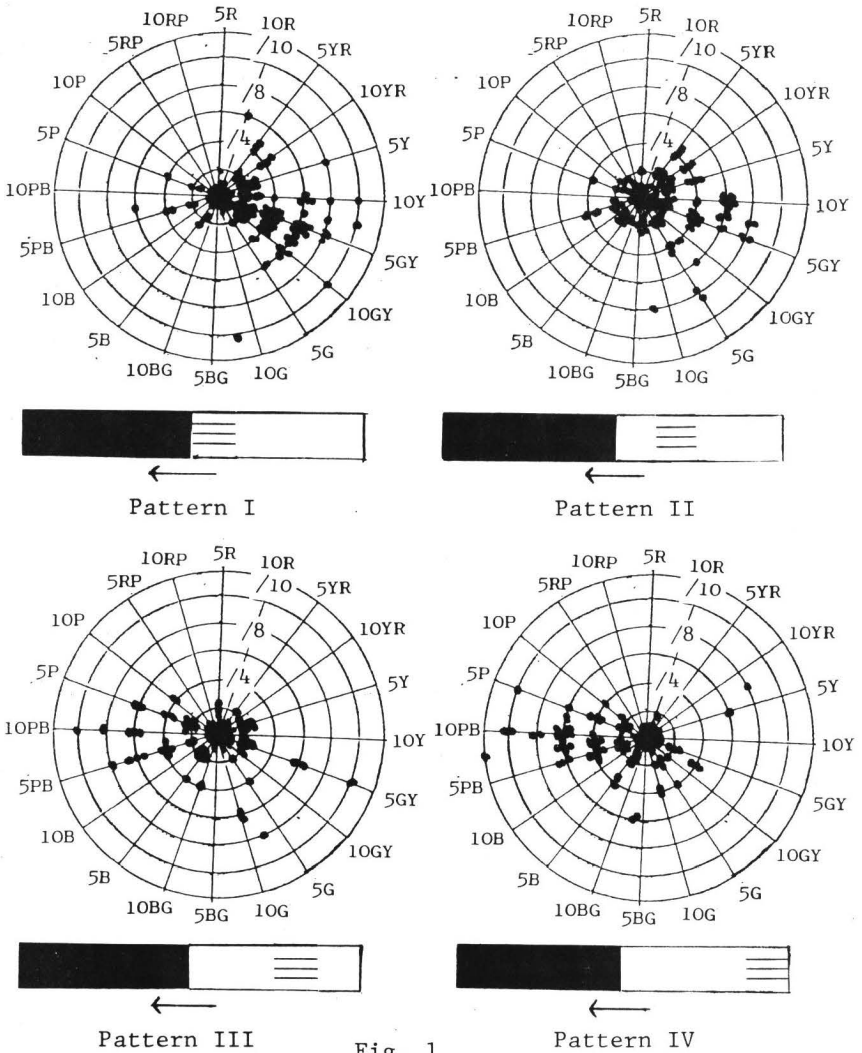 5R
10R
/10
5YR
10YR
/8
5Y
/4
10Y
5GY
10GY
5G
10G
5BG
10BG
5B
10B
5PB
10PB
5P
10P
5RP
10RP
Pattern I
5R
10R
/10
5YR
10YR
/8
5Y
/4
10Y
5GY
10GY
5G
10G
5BG
10BG
5B
10B
5PB
10PB
5P
10P
5RP
10RP
Pattern II
5R
10R
/10
5YR
10YR
/8
5Y
/4
10Y
5GY
10GY
5G
10G
5BG
10BG
5B
10B
5PB
10PB
5P
10P
5RP
10RP
Pattern III
5R
10R
/10
5YR
10YR
/8
5Y
/4
10Y
5GY
10GY
5G
10G
5BG
10BG
5B
10B
5PB
10PB
5P
10P
5RP
10RP
Pattern IV
Fig. 1